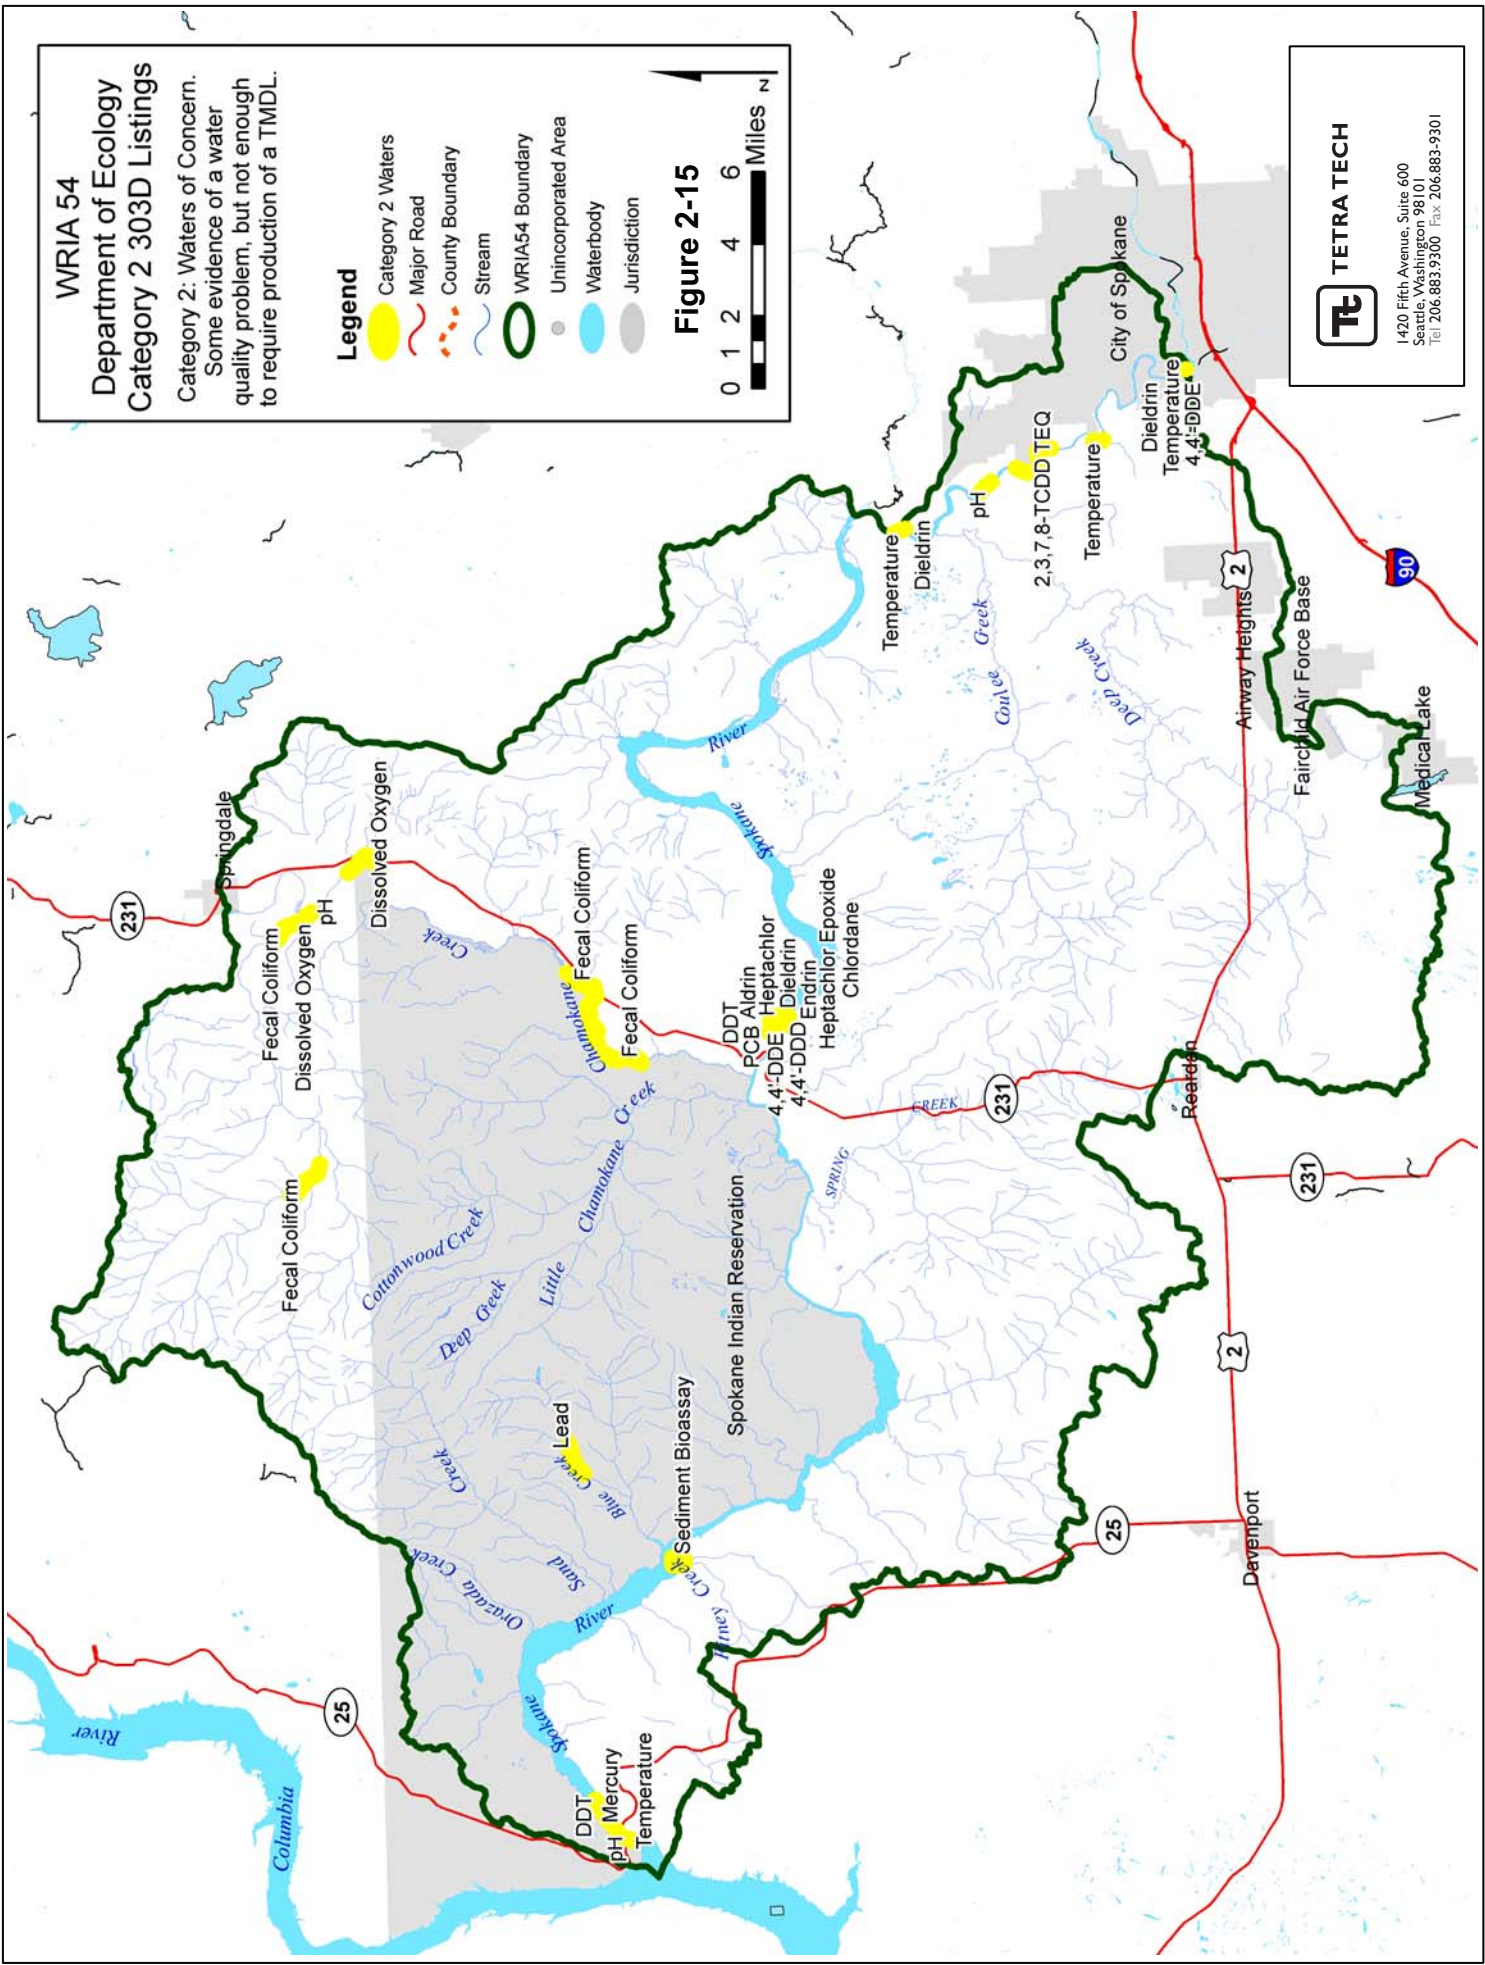 WRIA 54
Department of Ecology
Category 2 303D Listings
Category 2: Waters of Concern.
Some evidence of a water
quality problem, but not enough
to require production of a TMDL.
Legend
Category 2 Waters
Major Road
County Boundary
Stream
WRIA54 Boundary
Unincorporated Area
Waterbody
Jurisdiction
Figure 2-15
0 1 2 4 6
Miles
N
TETRA TECH
1420 Fifth Avenue, Suite 600
Seattle, Washington 98101
Tel 206.883.9300 Fax 206.883-9301
Columbia
River
25
231
Springdale
Fecal Coliform
Dissolved Oxygen
pH
Dissolved Oxygen
Fecal Coliform
Creek
Fecal Coliform
Fecal Coliform
Chamokane
Creek
Cottonwood Creek
Deep Creek
Little
Chamokane
Creek
Orazada Creek
Sand
Creek
Blue Creek
Lead
Sediment Bioassay
Spokane Indian Reservation
Spokane
River
Pitney
Creek
DDT
pH Mercury
Temperature
DDT
PCB Aldrin
4,4'-DDE Heptachlor
4,4'-DDD Dieldrin
Endrin
Heptachlor Epoxide
Chlordane
Spokane
River
SPRING
CREEK
231
Temperature
Dieldrin
pH
2,3,7,8-TCDD TEQ
Temperature
Dieldrin
Temperature
4,4'-DDE
City of Spokane
Coulee
Creek
Deep Creek
Airway Heights
Fairchild Air Force Base
Medical Lake
2
90
Reardan
231
2
25
Davenport